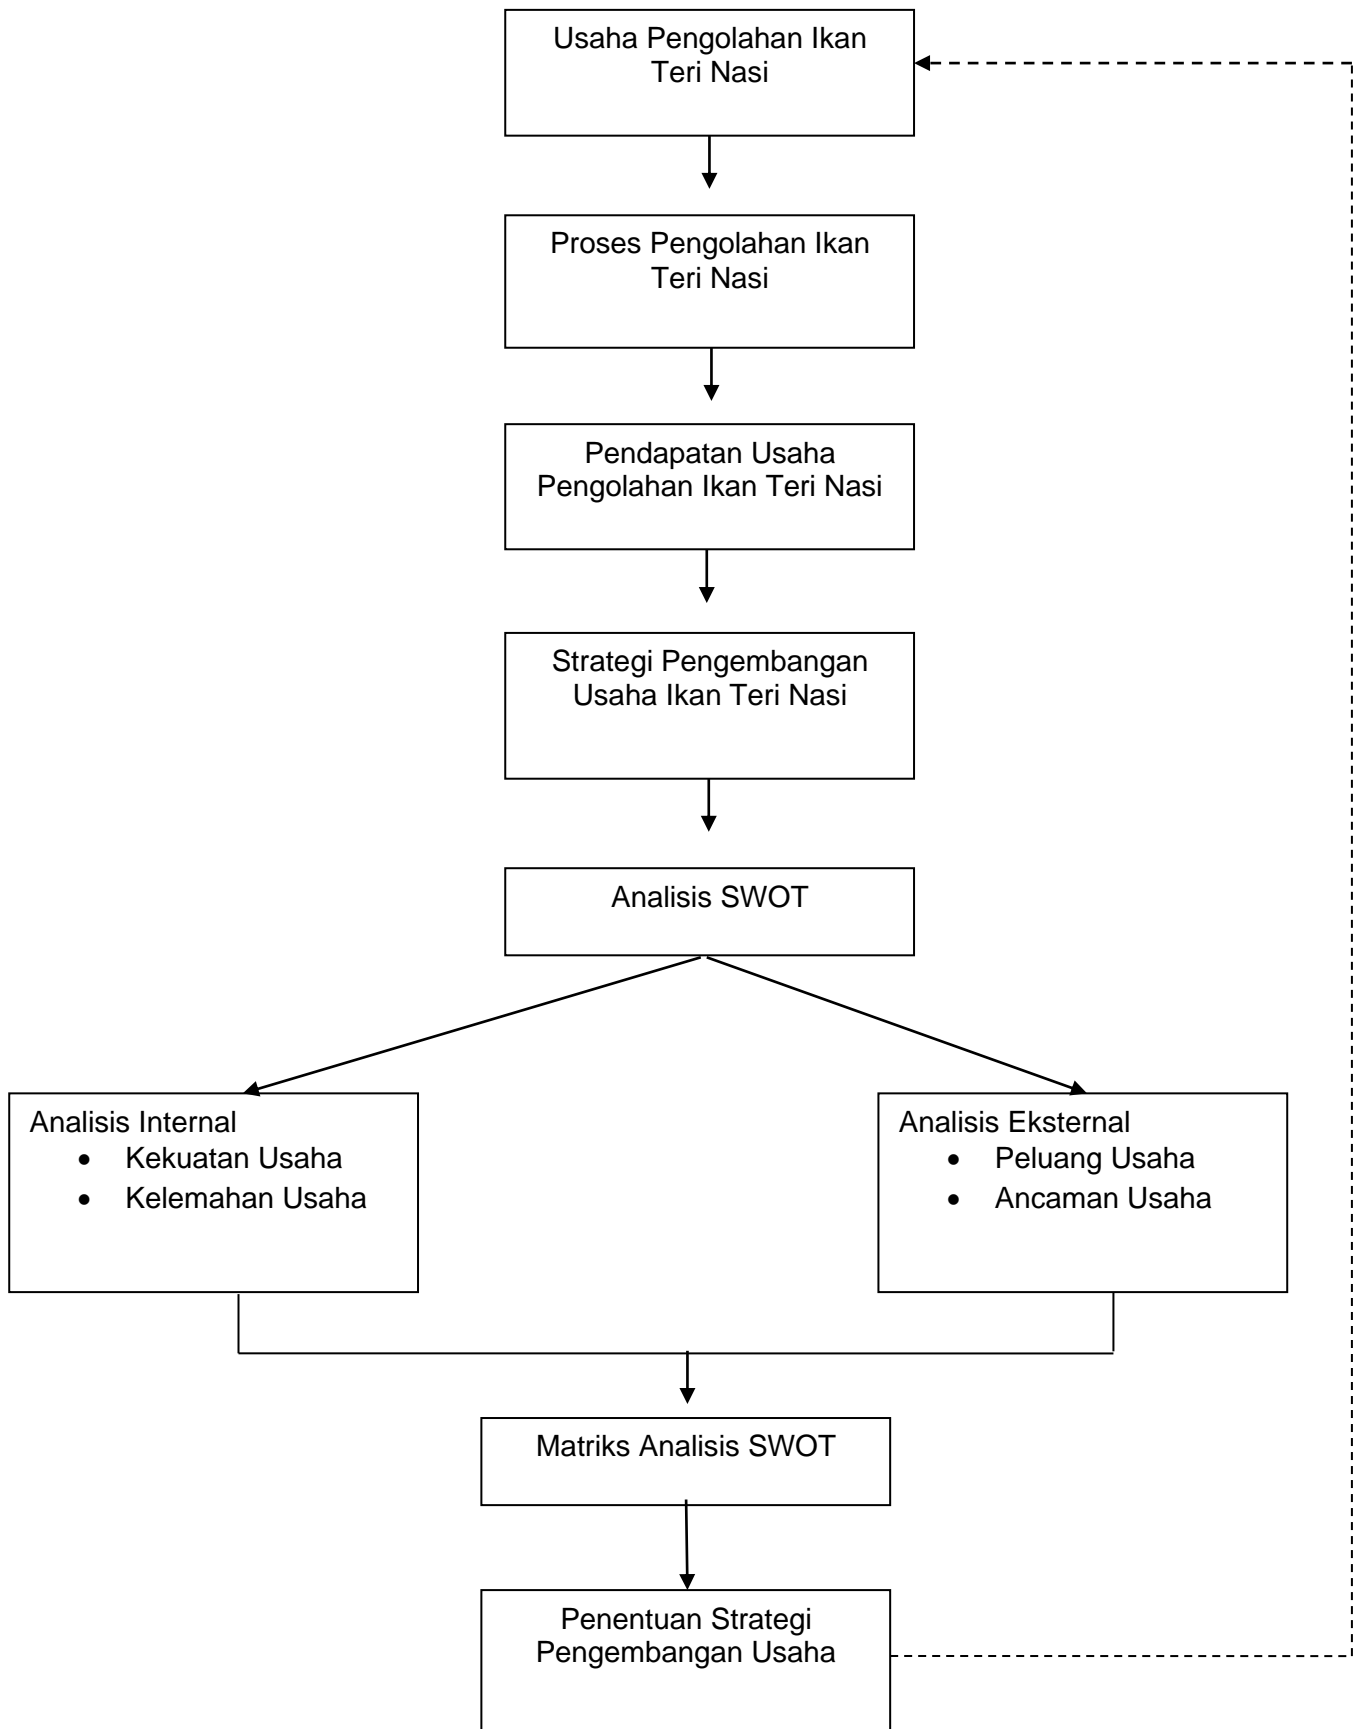 Usaha Pengolahan Ikan
Teri Nasi
Proses Pengolahan Ikan
Teri Nasi
Pendapatan Usaha
Pengolahan Ikan Teri Nasi
Strategi Pengembangan
Usaha Ikan Teri Nasi
Analisis SWOT
Analisis Internal
• Kekuatan Usaha
• Kelemahan Usaha
Analisis Eksternal
• Peluang Usaha
• Ancaman Usaha
Matriks Analisis SWOT
Penentuan Strategi
Pengembangan Usaha